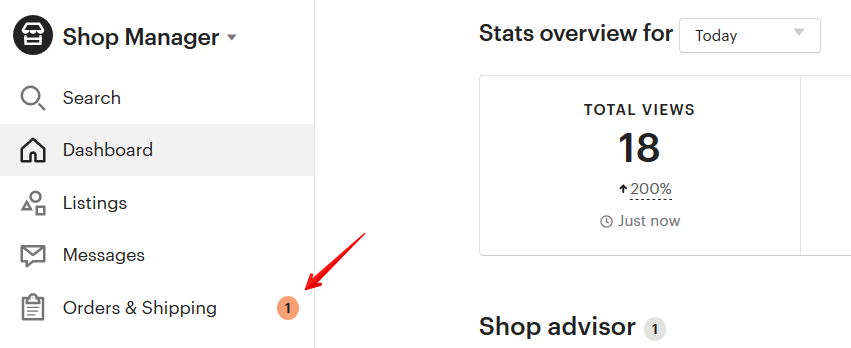 Shop Manager
Search
Dashboard
Listings
Messages
Orders & Shipping 1
Stats overview for Today
TOTAL VIEWS
18
200%
Just now
Shop advisor 1